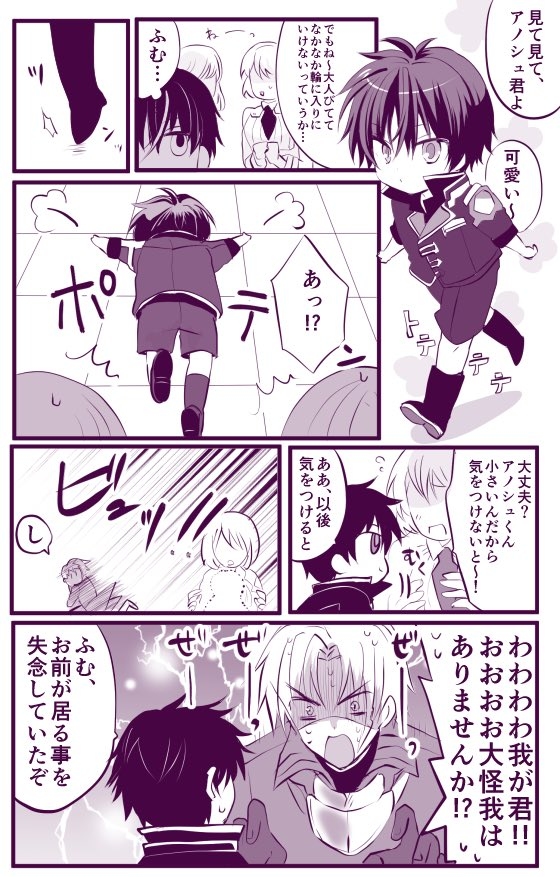 見て見て、
アノシュ君よ
可愛い～
トテテテ
でもね～大人びてて
なかなか輪に入りに
いけないっていうか…
ねー
ふむ…
あっ!?
ポテン
大丈夫？
アノシュくん
小さいんだから
気をつけないと～！
むくっ
ああ、以後
気をつけると
ビュッ
し
わわわわ我が君!!
おおおお大怪我は
ありませんか!?
ぜぇ
ぜぇ
ふむ、
お前が居る事を
失念していたぞ